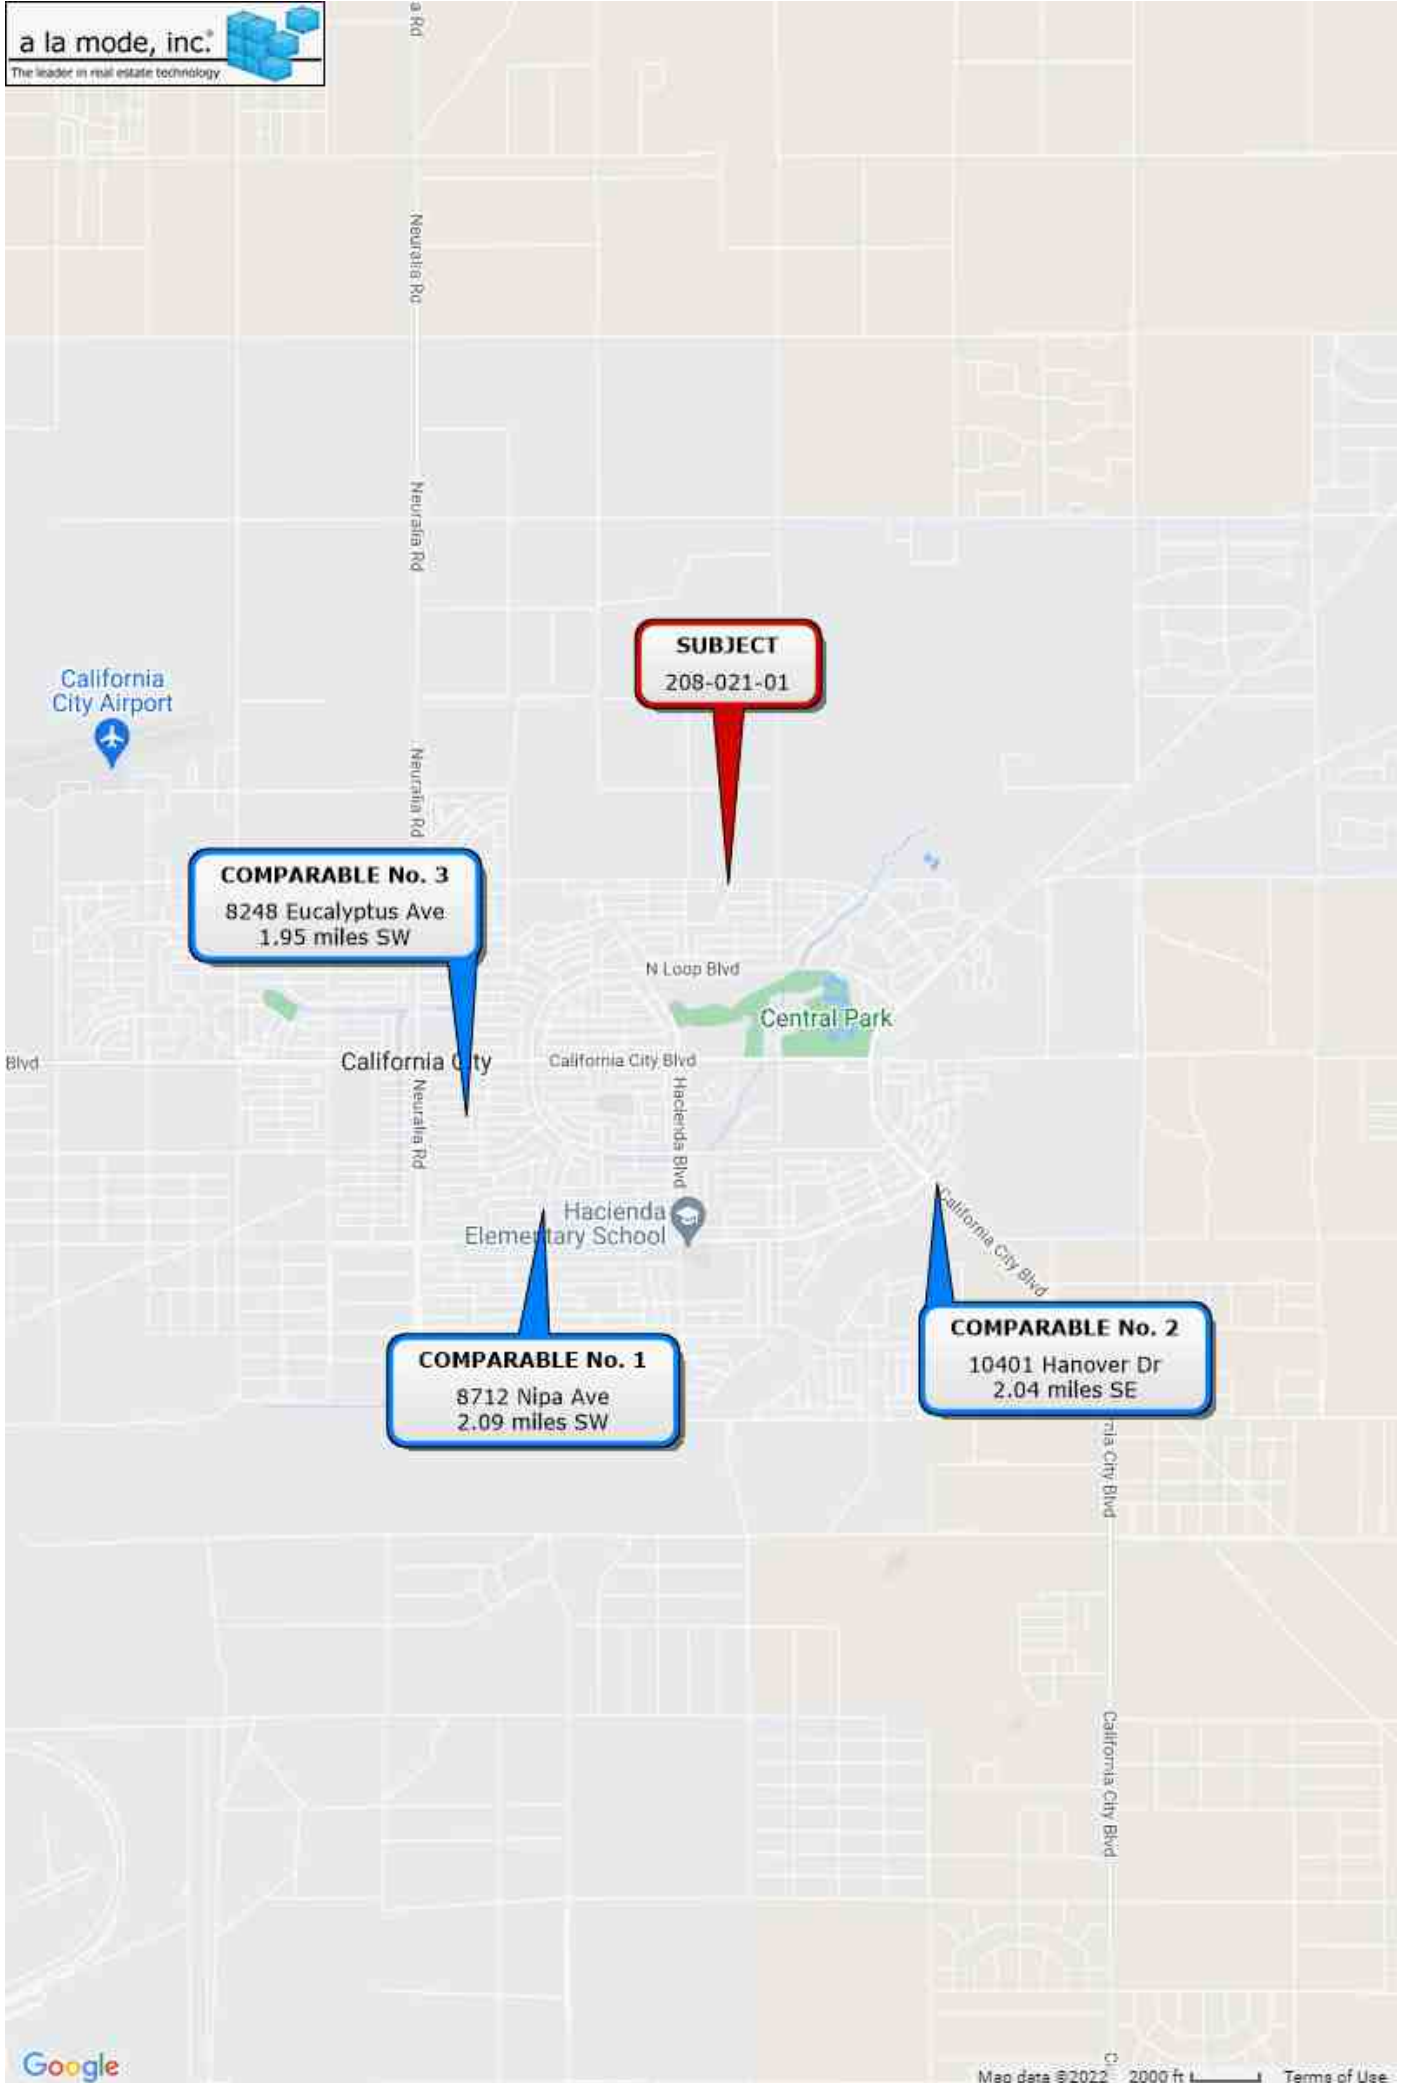 a la mode, inc.®
The leader in real estate technology
a Rd
Neuralia Rd
Neuralia Rd
SUBJECT
208-021-01
California
City Airport
Neuralia Rd
COMPARABLE No. 3
8248 Eucalyptus Ave
1.95 miles SW
N Loop Blvd
Central Park
Blvd
California City
California City Blvd
Neuralia Rd
Hacienda Blvd
Hacienda
Elementary School
California City Blvd
COMPARABLE No. 2
10401 Hanover Dr
2.04 miles SE
COMPARABLE No. 1
8712 Nipa Ave
2.09 miles SW
nia City Blvd
California City Blvd
Google
Map data ©2022
2000 ft
Terms of Use